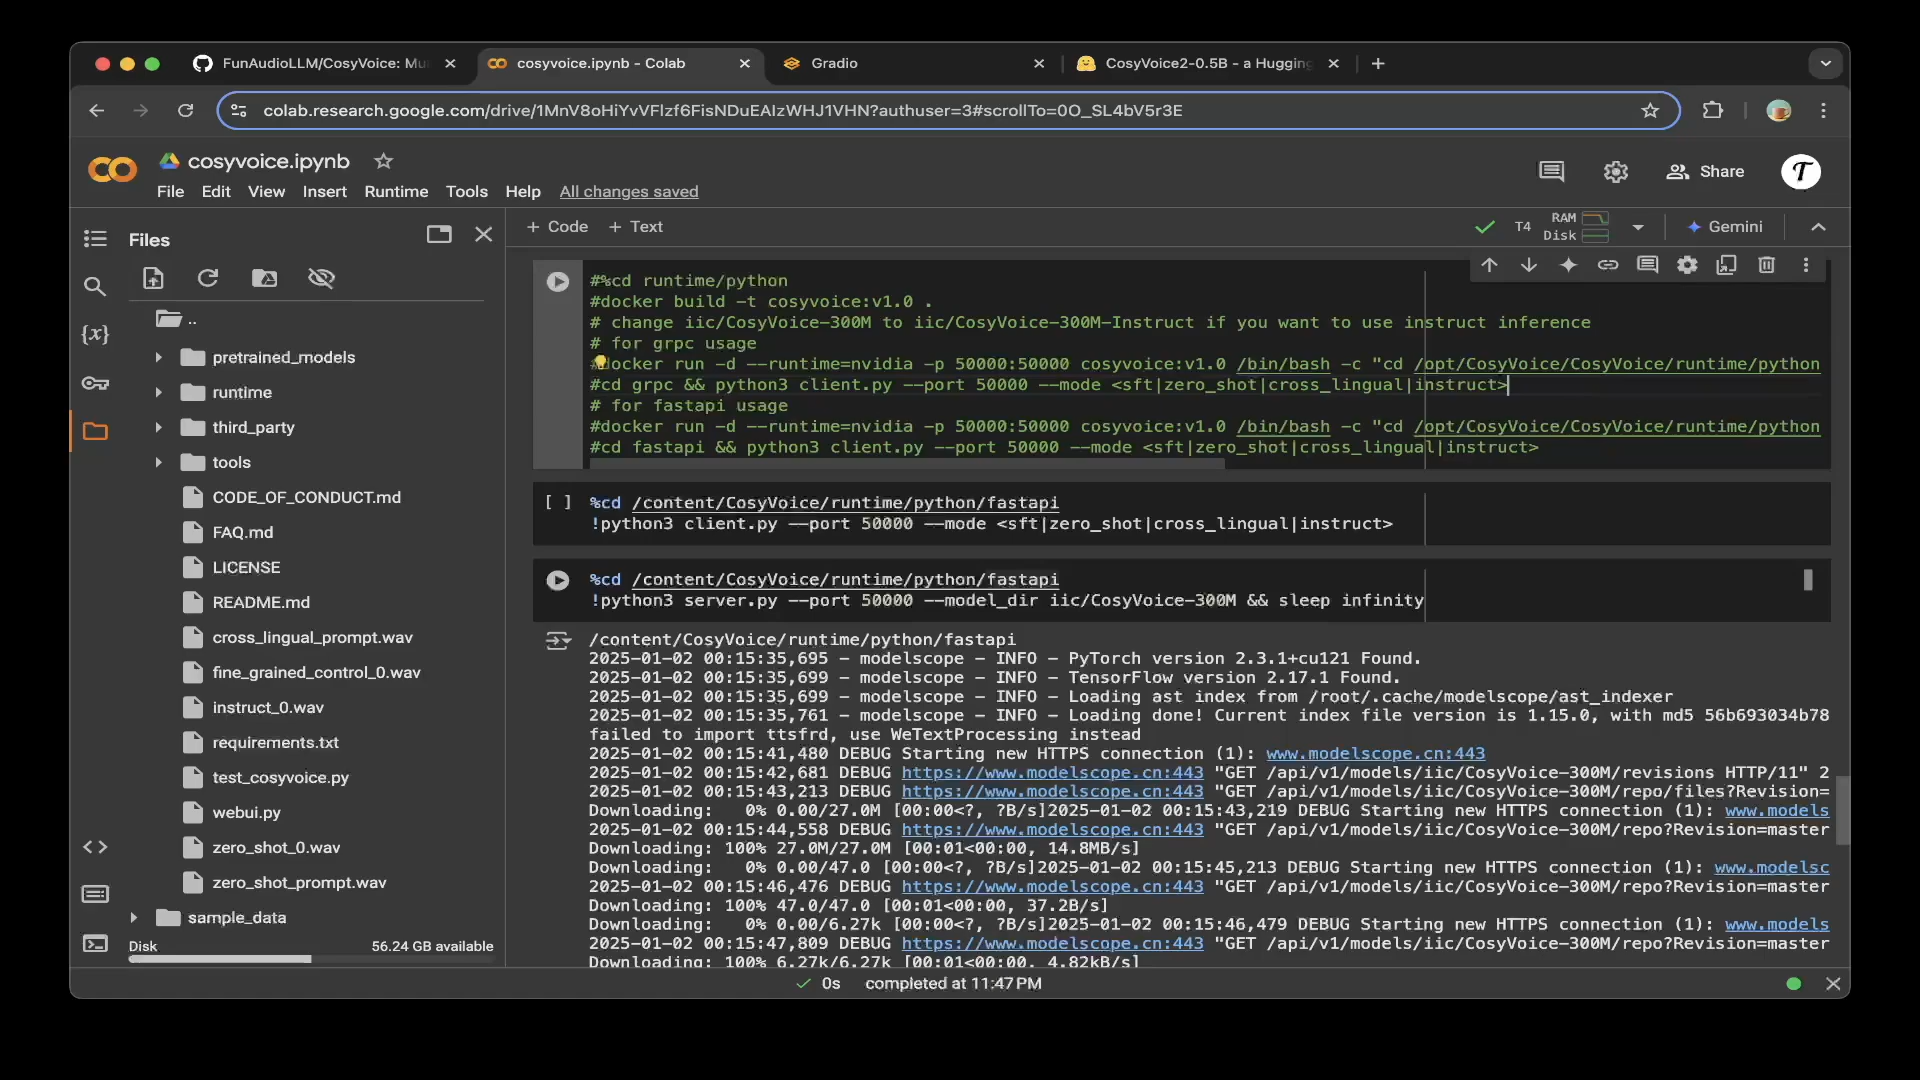 FunAudioLLM/CosyVoice: Mu
cosyvoice.ipynb - Colab
Gradio
CosyVoice2-0.5B - a Hugging
colab.research.google.com/drive/1MnV8oHiYvVFlzf6FisNDuEAIzWHJ1VHN?authuser=3#scrollTo=0O_SL4bV5r3E
cosyvoice.ipynb
File Edit View Insert Runtime Tools Help All changes saved
Share
T
Files
+ Code + Text
T4
RAM
Disk
Gemini
..
pretrained_models
runtime
third_party
tools
CODE_OF_CONDUCT.md
FAQ.md
LICENSE
README.md
cross_lingual_prompt.wav
fine_grained_control_0.wav
instruct_0.wav
requirements.txt
test_cosyvoice.py
webui.py
zero_shot_0.wav
zero_shot_prompt.wav
sample_data
Disk 56.24 GB available
#%cd runtime/python
#docker build -t cosyvoice:v1.0 .
# change iic/CosyVoice-300M to iic/CosyVoice-300M-Instruct if you want to use instruct inference
# for grpc usage
#docker run -d --runtime=nvidia -p 50000:50000 cosyvoice:v1.0 /bin/bash -c "cd /opt/CosyVoice/CosyVoice/runtime/python
#cd grpc && python3 client.py --port 50000 --mode <sft|zero_shot|cross_lingual|instruct>
# for fastapi usage
#docker run -d --runtime=nvidia -p 50000:50000 cosyvoice:v1.0 /bin/bash -c "cd /opt/CosyVoice/CosyVoice/runtime/python
#cd fastapi && python3 client.py --port 50000 --mode <sft|zero_shot|cross_lingual|instruct>
[ ] %cd /content/CosyVoice/runtime/python/fastapi
!python3 client.py --port 50000 --mode <sft|zero_shot|cross_lingual|instruct>
%cd /content/CosyVoice/runtime/python/fastapi
!python3 server.py --port 50000 --model_dir iic/CosyVoice-300M && sleep infinity
/content/CosyVoice/runtime/python/fastapi
2025-01-02 00:15:35,695 - modelscope - INFO - PyTorch version 2.3.1+cu121 Found.
2025-01-02 00:15:35,699 - modelscope - INFO - TensorFlow version 2.17.1 Found.
2025-01-02 00:15:35,699 - modelscope - INFO - Loading ast index from /root/.cache/modelscope/ast_indexer
2025-01-02 00:15:35,761 - modelscope - INFO - Loading done! Current index file version is 1.15.0, with md5 56b693034b78
failed to import ttsfrd, use WeTextProcessing instead
2025-01-02 00:15:41,480 DEBUG Starting new HTTPS connection (1): www.modelscope.cn:443
2025-01-02 00:15:42,681 DEBUG https://www.modelscope.cn:443 "GET /api/v1/models/iic/CosyVoice-300M/revisions HTTP/11" 2
2025-01-02 00:15:43,213 DEBUG https://www.modelscope.cn:443 "GET /api/v1/models/iic/CosyVoice-300M/repo/files?Revision=
Downloading:   0% 0.00/27.0M [00:00<?, ?B/s]2025-01-02 00:15:43,219 DEBUG Starting new HTTPS connection (1): www.models
2025-01-02 00:15:44,558 DEBUG https://www.modelscope.cn:443 "GET /api/v1/models/iic/CosyVoice-300M/repo?Revision=master
Downloading: 100% 27.0M/27.0M [00:01<00:00, 14.8MB/s]
Downloading:   0% 0.00/47.0 [00:00<?, ?B/s]2025-01-02 00:15:45,213 DEBUG Starting new HTTPS connection (1): www.modelsc
2025-01-02 00:15:46,476 DEBUG https://www.modelscope.cn:443 "GET /api/v1/models/iic/CosyVoice-300M/repo?Revision=master
Downloading: 100% 47.0/47.0 [00:01<00:00, 37.2B/s]
Downloading:   0% 0.00/6.27k [00:00<?, ?B/s]2025-01-02 00:15:46,479 DEBUG Starting new HTTPS connection (1): www.models
2025-01-02 00:15:47,809 DEBUG https://www.modelscope.cn:443 "GET /api/v1/models/iic/CosyVoice-300M/repo?Revision=master
Downloading: 100% 6.27k/6.27k [00:01<00:00, 4.82kB/s]
0s completed at 11:47 PM